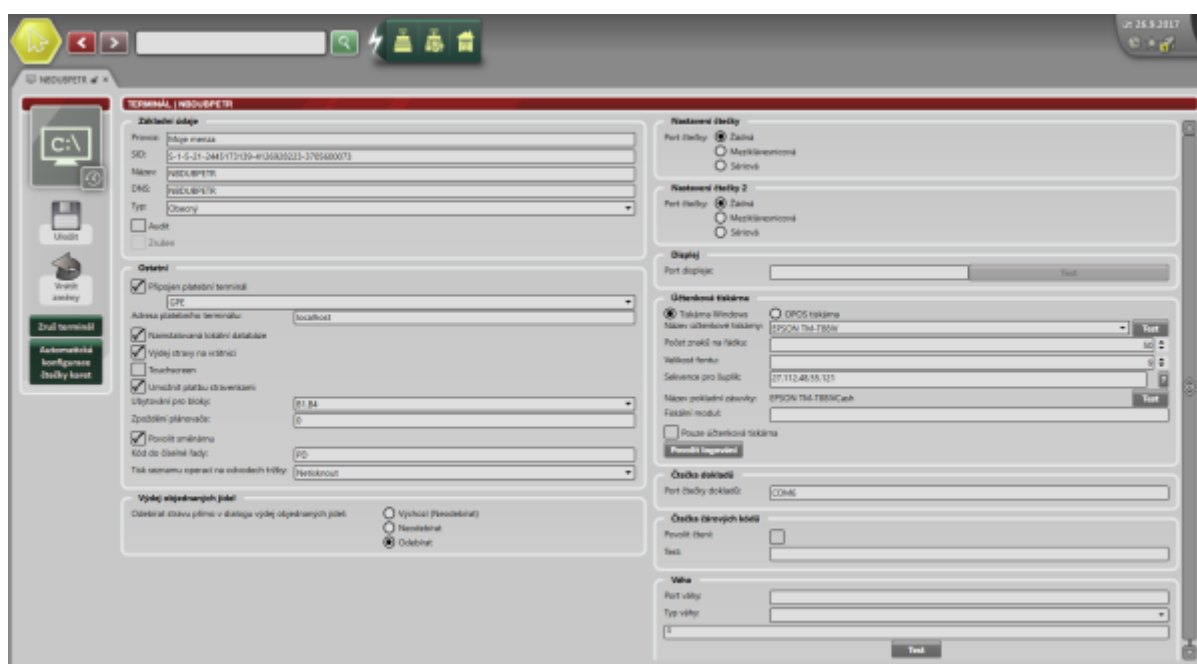 Út 26.9.2017
NBDUBPETR
TERMINÁL | NBDUBPETR
C:\
Uložit
Vrátit
změny
Zruš terminál
Automatická
konfigurace
čtečky karet
Základní údaje
Provoz: Moje menza
SID: S-1-5-21-2445173139-4126928223-3785680073
Název: NBDUBPETR
DNS: NBDUBPETR
Typ: Obecný
Audit
Zrušen
Ostatní
Připojen platební terminál
GPE
Adresa platebního terminálu: localhost
Nainstalovaná lokální databáze
Výdej stravy na vrátnici
Touchscreen
Umožnit platbu stravenkami
Ubytování pro bloky: B1,B4
Zpoždění plánovače: 0
Povolit směnárnu
Kód do číselné řady: PD
Tisk seznamu operací na odvodech tržby: Netisknout
Výdej objednaných jídel
Odebírat stravu přímo v dialogu výdej objednaných jídel:
Výchozí (Neodebírat)
Neodebírat
Odebírat
Nastavení čtečky
Port čtečky: Žádná
Mezikl�ávesnicová
Sériová
Nastavení čtečky 2
Port čtečky: Žádná
Meziklávesnicová
Sériová
Displej
Port displeje: Test
Účtenková tiskárna
Tiskárna Windows OPOS tiskárna
Název účtenkové tiskárny: EPSON TM-T88IV Test
Počet znaků na řádku: 50
Velikost fontu: 9
Sekvence pro šuplík: 27,112,48,55,121 ?
Název pokladní zásuvky: EPSON TM-T88IVCash Test
Fiskální modul:
Pouze účtenková tiskárna
Povolit logování
Čtečka dokladů
Port čtečky dokladů: COM6
Čtečka čárových kódů
Povolit čtení:
Test:
Váha
Port váhy:
Typ váhy:
Test